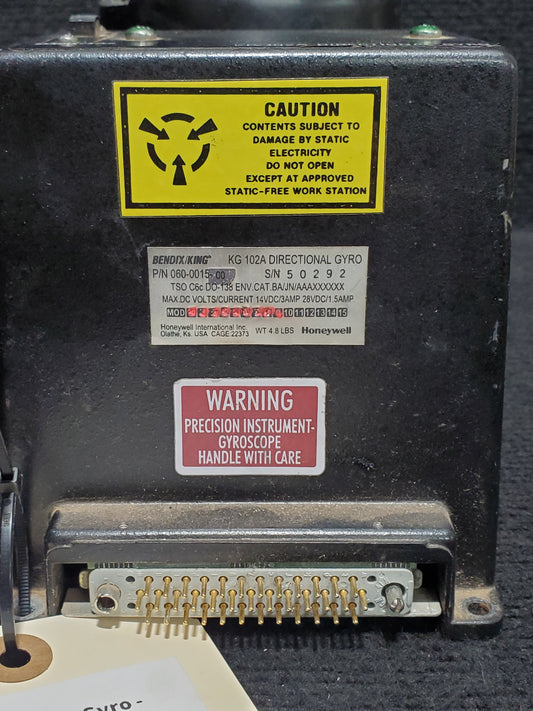 CAUTION
CONTENTS SUBJECT TO
DAMAGE BY STATIC
ELECTRICITY
DO NOT OPEN
EXCEPT AT APPROVED
STATIC-FREE WORK STATION
BENDIX/KING® KG 102A DIRECTIONAL GYRO
P/N 060-0015-00 S/N 50292
TSO C6c DO-138 ENV.CAT.BA/JN/AAAXXXXXX
MAX.DC VOLTS/CURRENT 14VDC/3AMP 28VDC/1.5AMP
MOD 10 11 12 13 14 15
Honeywell International Inc.
Olathe, Ks. USA CAGE 22373 WT 4.8 LBS Honeywell
WARNING
PRECISION INSTRUMENT-
GYROSCOPE
HANDLE WITH CARE
Gyro -